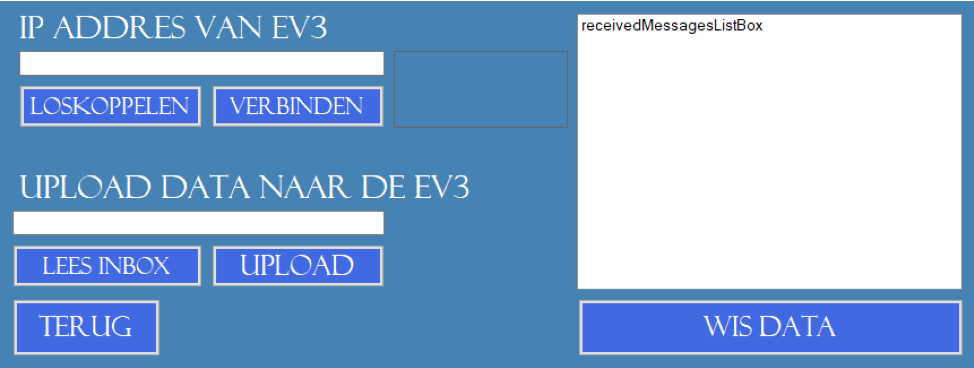 IP ADDRES VAN EV3
LOSKOPPELEN
VERBINDEN
UPLOAD DATA NAAR DE EV3
LEES INBOX
UPLOAD
TERUG
receivedMessagesListBox
WIS DATA